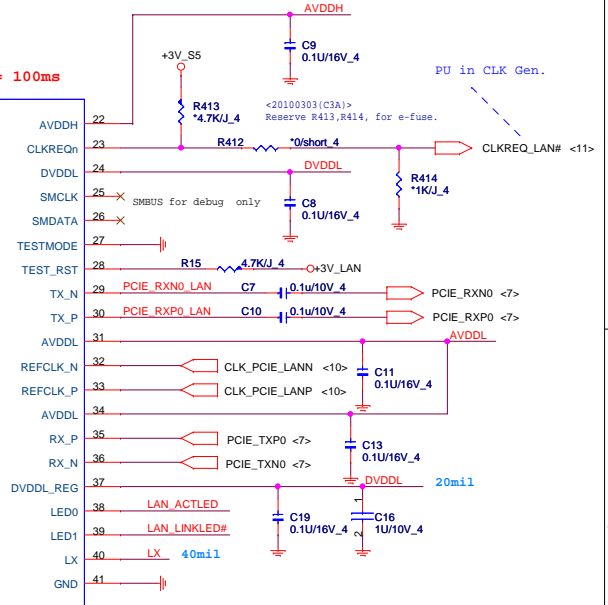 AVDDH
C9
0.1U/16V_4
+3V_S5
PU in CLK Gen.
= 100ms
R413
*4.7K/J_4
<20100303(C3A)>
Reserve R413,R414, for e-fuse.
AVDDH 22
CLKREQn 23 R412 *0/short_4 CLKREQ_LAN# <11>
DVDDL 24 DVDDL
R414
*1K/J_4
SMCLK 25
SMBUS for debug only
C8
0.1U/16V_4
SMDATA 26
TESTMODE 27
TEST_RST 28 R15 4.7K/J_4 +3V_LAN
TX_N 29 PCIE_RXN0_LAN C7 0.1u/10V_4 PCIE_RXN0 <7>
TX_P 30 PCIE_RXP0_LAN C10 0.1u/10V_4 PCIE_RXP0 <7>
AVDDL 31 AVDDL
REFCLK_N 32 CLK_PCIE_LANN <10>
C11
0.1U/16V_4
REFCLK_P 33 CLK_PCIE_LANP <10>
AVDDL 34
RX_P 35 PCIE_TXP0 <7>
C13
0.1u/16V_4
RX_N 36 PCIE_TXN0 <7>
DVDDL_REG 37 DVDDL 20mil
LED0 38 LAN_ACTLED
1
C19
0.1U/16V_4
C16
1U/10V_4
2
LED1 39 LAN_LINKLED#
LX 40 LX 40mil
GND 41